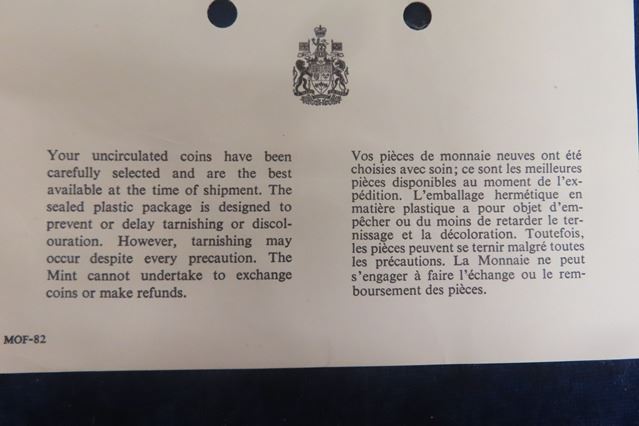 Your uncirculated coins have been
carefully selected and are the best
available at the time of shipment. The
sealed plastic package is designed to
prevent or delay tarnishing or discol-
ouration. However, tarnishing may
occur despite every precaution. The
Mint cannot undertake to exchange
coins or make refunds.
Vos pièces de monnaie neuves ont été
choisies avec soin; ce sont les meilleures
pièces disponibles au moment de l'ex-
pédition. L'emballage hermétique en
matière plastique a pour objet d'em-
pêcher ou du moins de retarder le ter-
nissage et la décoloration. Toutefois,
les pièces peuvent se ternir malgré toutes
les précautions. La Monnaie ne peut
s'engager à faire l'échange ou le rem-
boursement des pièces.
MOF-82